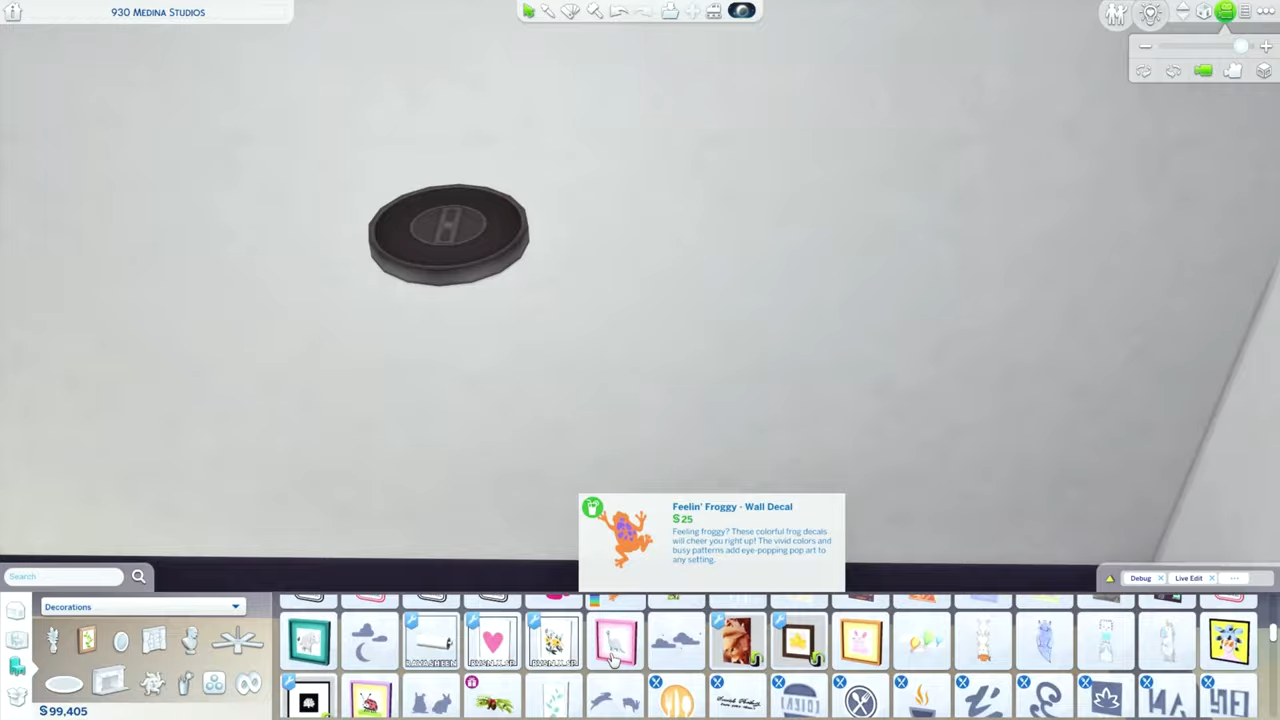 930 Medina Studios
Feelin' Froggy - Wall Decal
§25
Feeling froggy? These colorful frog decals
will cheer you right up! The vivid colors and
busy patterns add eye-popping pop art to
any setting.
Search
Debug
Live Edit
...
Decorations
§99,405